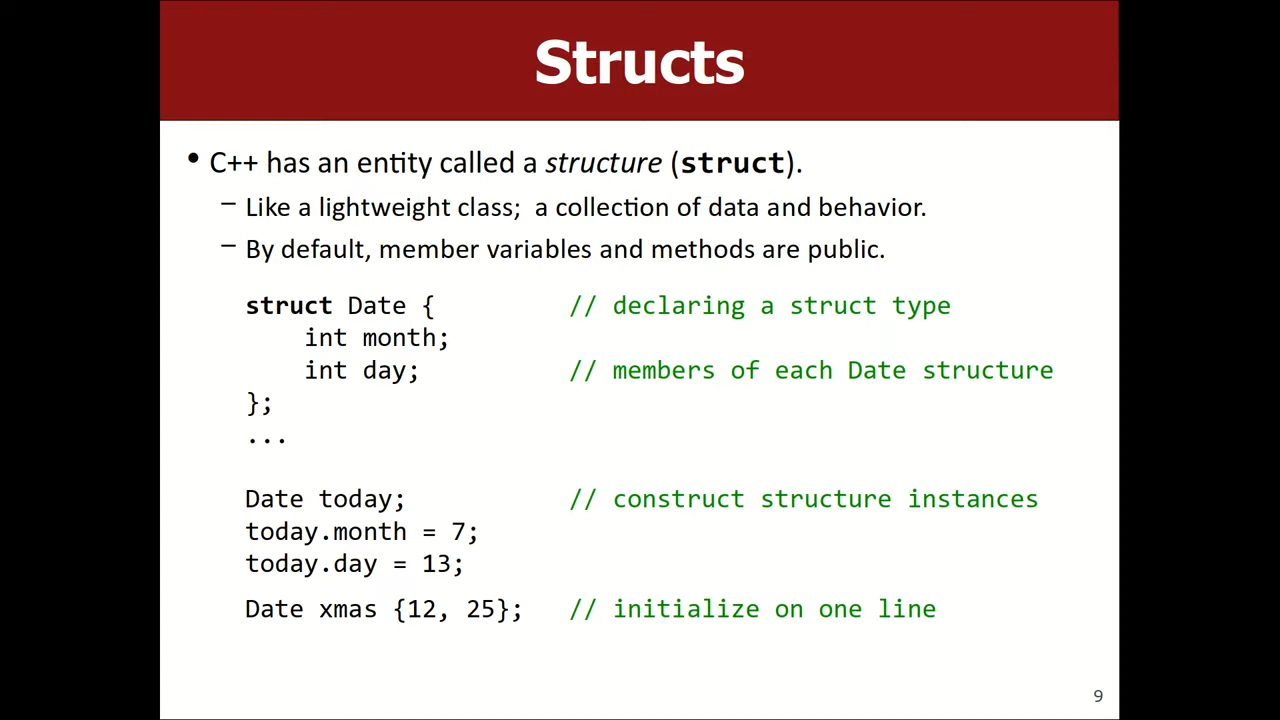 Structs
• C++ has an entity called a structure (struct).
– Like a lightweight class;  a collection of data and behavior.
– By default, member variables and methods are public.
struct Date {          // declaring a struct type
    int month;
    int day;          // members of each Date structure
};
...
Date today;           // construct structure instances
today.month = 7;
today.day = 13;
Date xmas {12, 25};   // initialize on one line
9